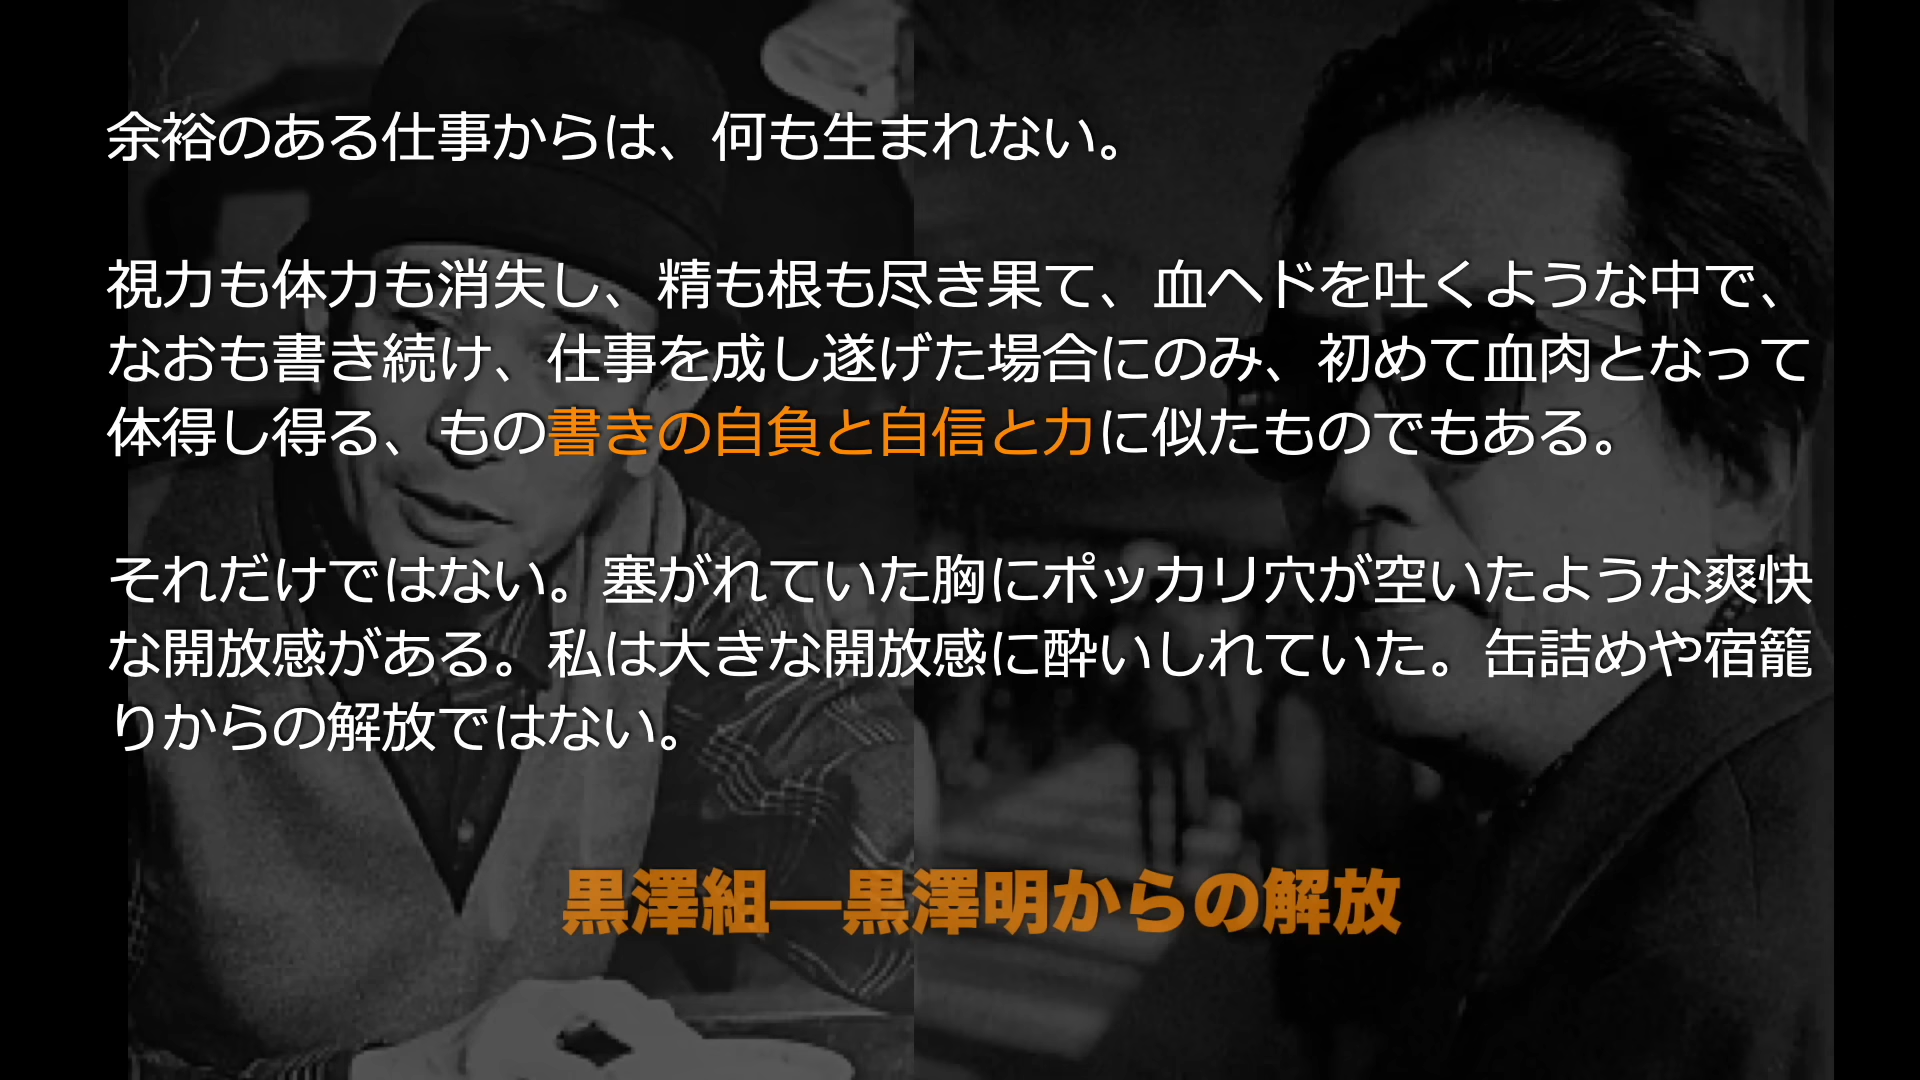 余裕のある仕事からは、何も生まれない。
視力も体力も消失し、精も根も尽き果て、血ヘドを吐くような中で、
なおも書き続け、仕事を成し遂げた場合にのみ、初めて血肉となって
体得し得る、もの書きの自負と自信と力に似たものでもある。
それだけではない。塞がれていた胸にポッカリ穴が空いたような爽快
な開放感がある。私は大きな開放感に酔いしれていた。缶詰めや宿籠
りからの解放ではない。
黒澤組—黒澤明からの解放